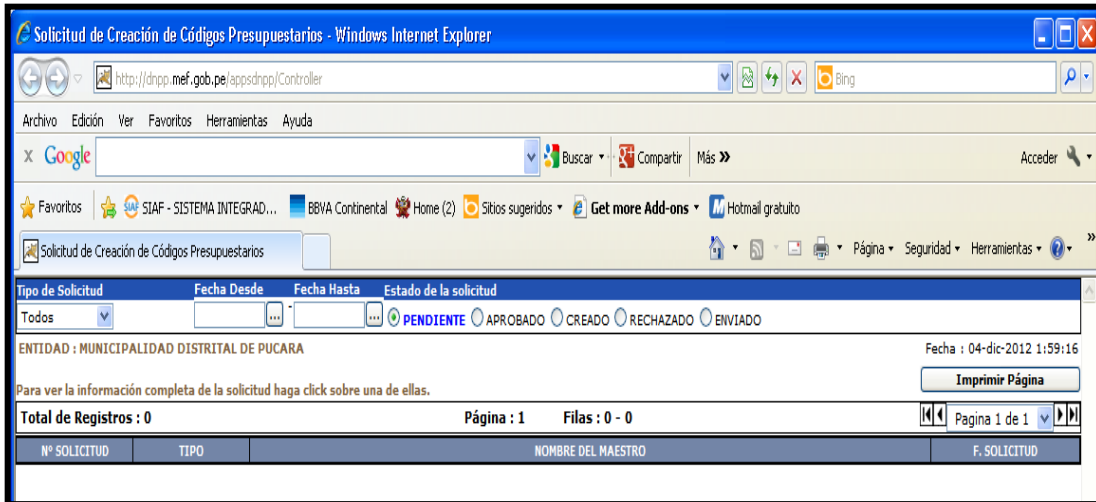 Solicitud de Creación de Códigos Presupuestarios - Windows Internet Explorer
http://dnpp.mef.gob.pe/appsdnpp/Controller
Bing
Archivo Edición Ver Favoritos Herramientas Ayuda
x Google Buscar Compartir Más » Acceder
Favoritos SIAF SIAF - SISTEMA INTEGRAD... BBVA Continental Home (2) Sitios sugeridos Get more Add-ons Hotmail gratuito
Solicitud de Creación de Códigos Presupuestarios Página Seguridad Herramientas »
Tipo de Solicitud Fecha Desde Fecha Hasta Estado de la solicitud
Todos ... - ... PENDIENTE APROBADO CREADO RECHAZADO ENVIADO
ENTIDAD : MUNICIPALIDAD DISTRITAL DE PUCARA Fecha : 04-dic-2012 1:59:16
Imprimir Página
Para ver la información completa de la solicitud haga click sobre una de ellas.
Total de Registros : 0 Página : 1 Filas : 0 - 0 Pagina 1 de 1
Nº SOLICITUD TIPO NOMBRE DEL MAESTRO F. SOLICITUD